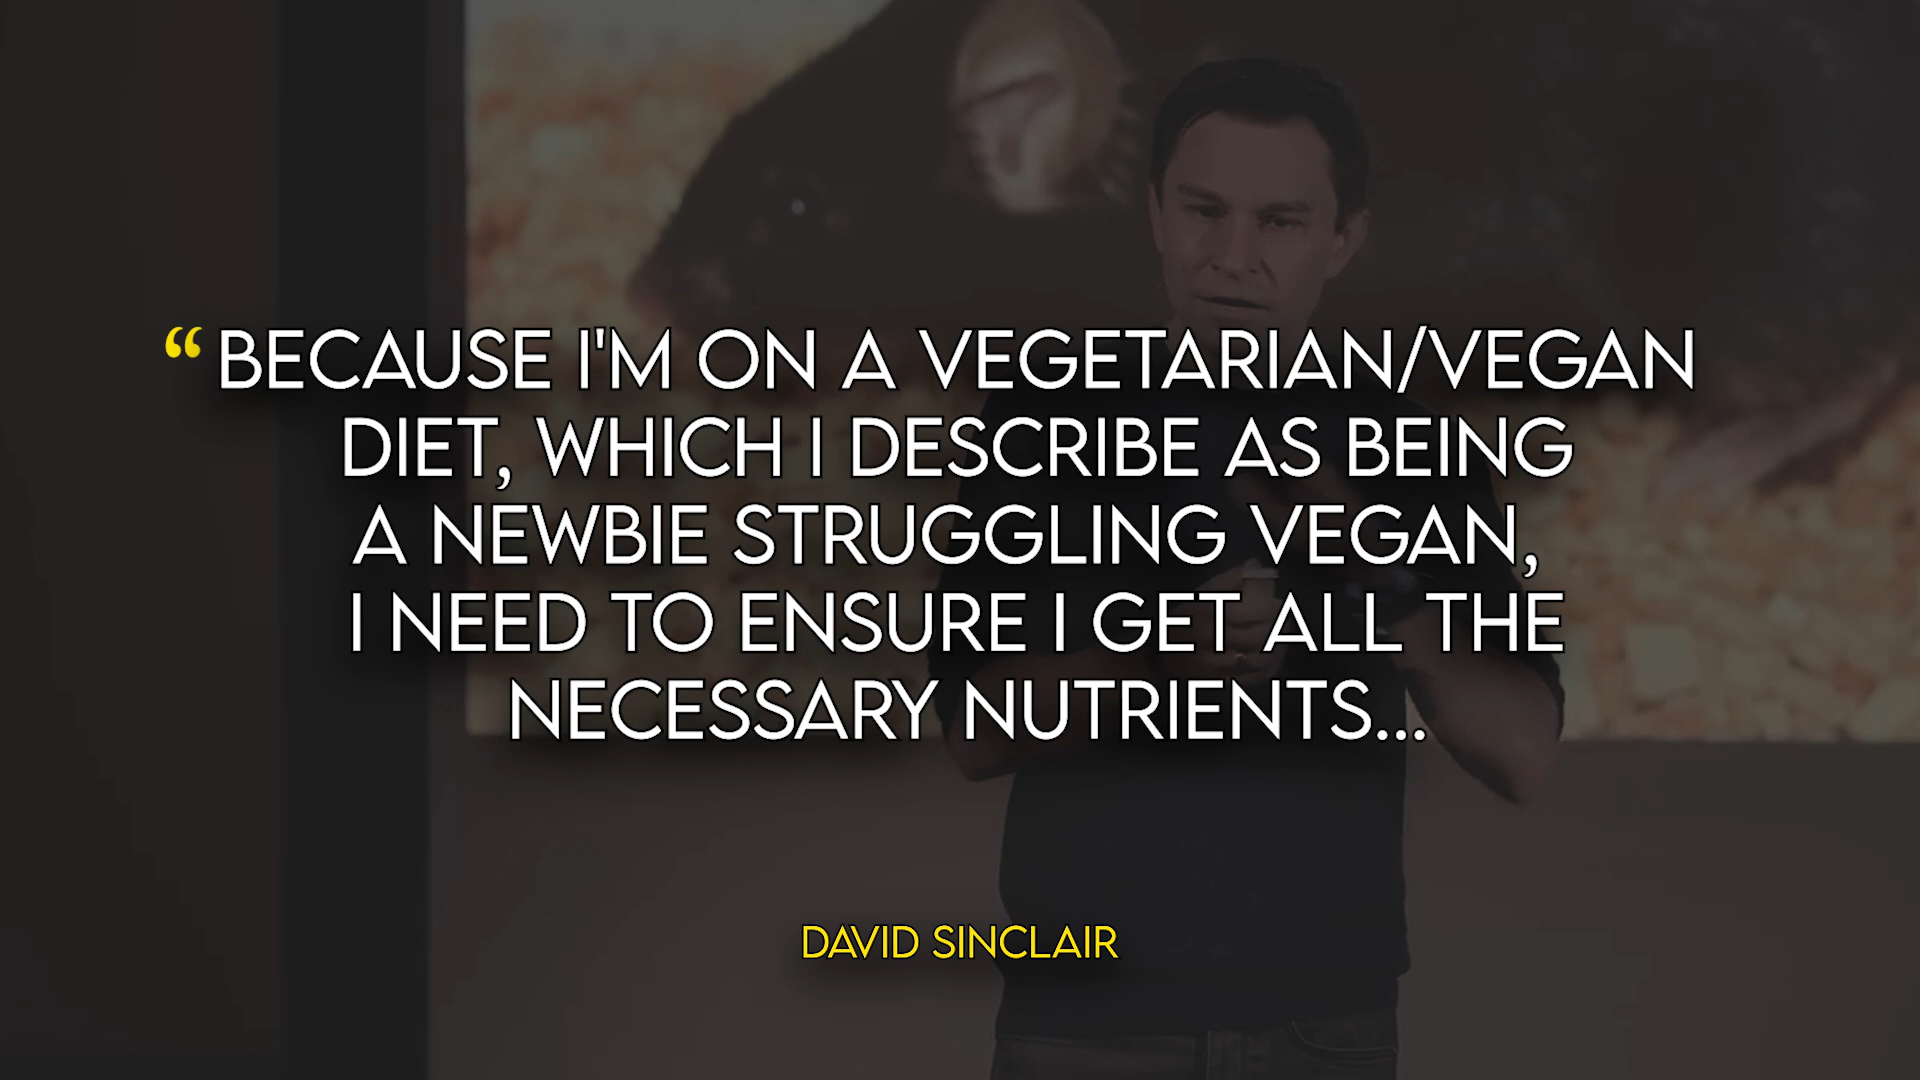 “ BECAUSE I'M ON A VEGETARIAN/VEGAN
DIET, WHICH I DESCRIBE AS BEING
A NEWBIE STRUGGLING VEGAN,
I NEED TO ENSURE I GET ALL THE
NECESSARY NUTRIENTS...
DAVID SINCLAIR